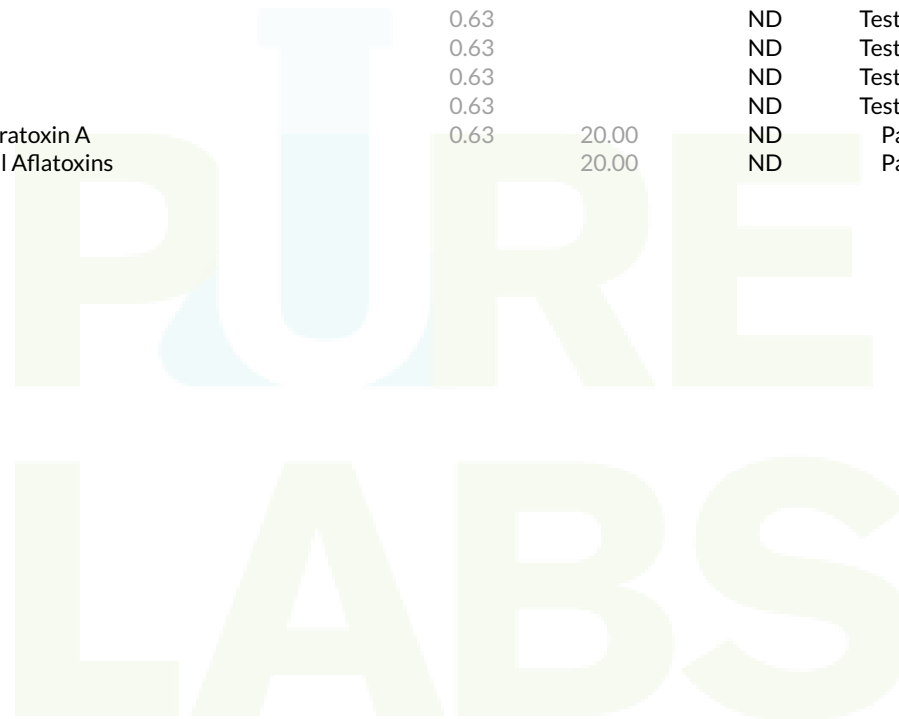 0.63 ND Test
0.63 ND Test
0.63 ND Test
0.63 ND Test
ratoxin A 0.63 20.00 ND Pa
l Aflatoxins 20.00 ND Pa
PURE
LABS